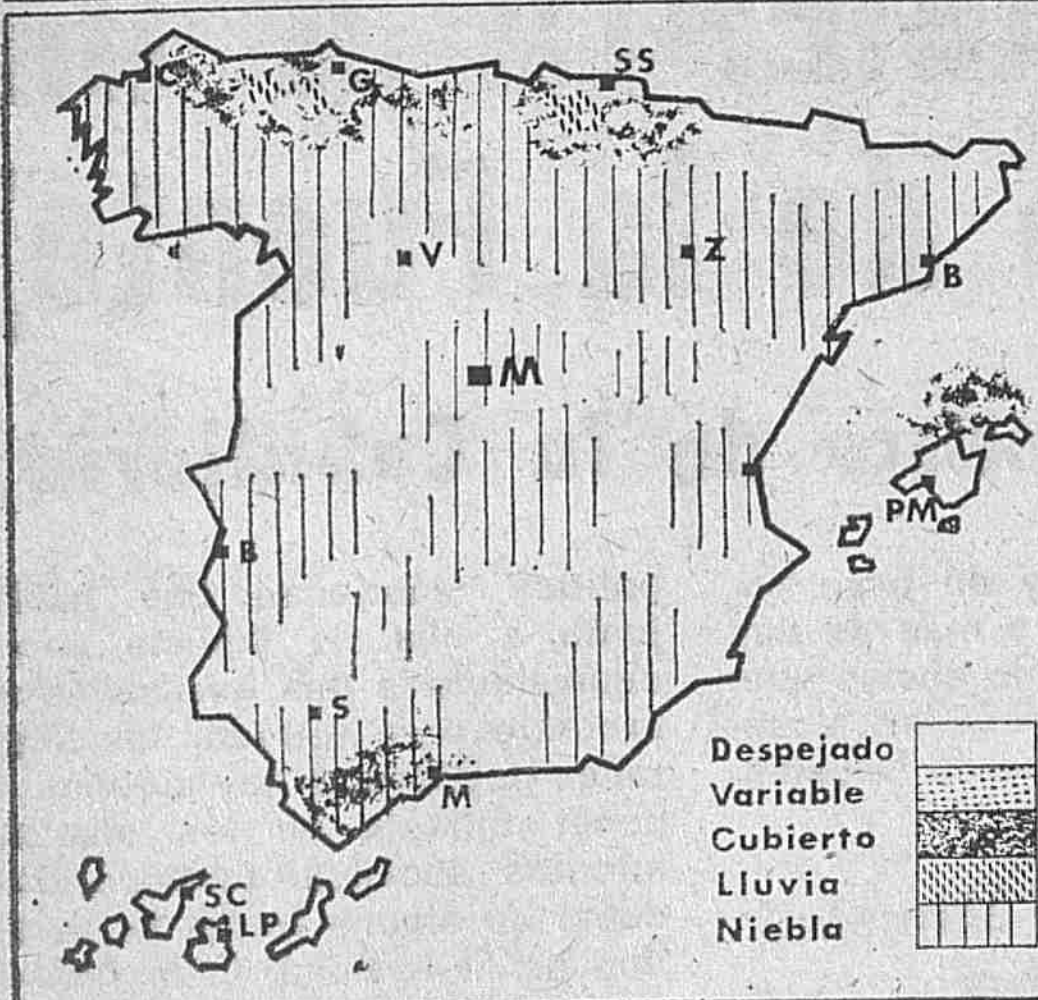 C
G
SS
V
Z
B
M
PM
B
S
M
SC
LP
Despejado
Variable
Cubierto
Lluvia
Niebla